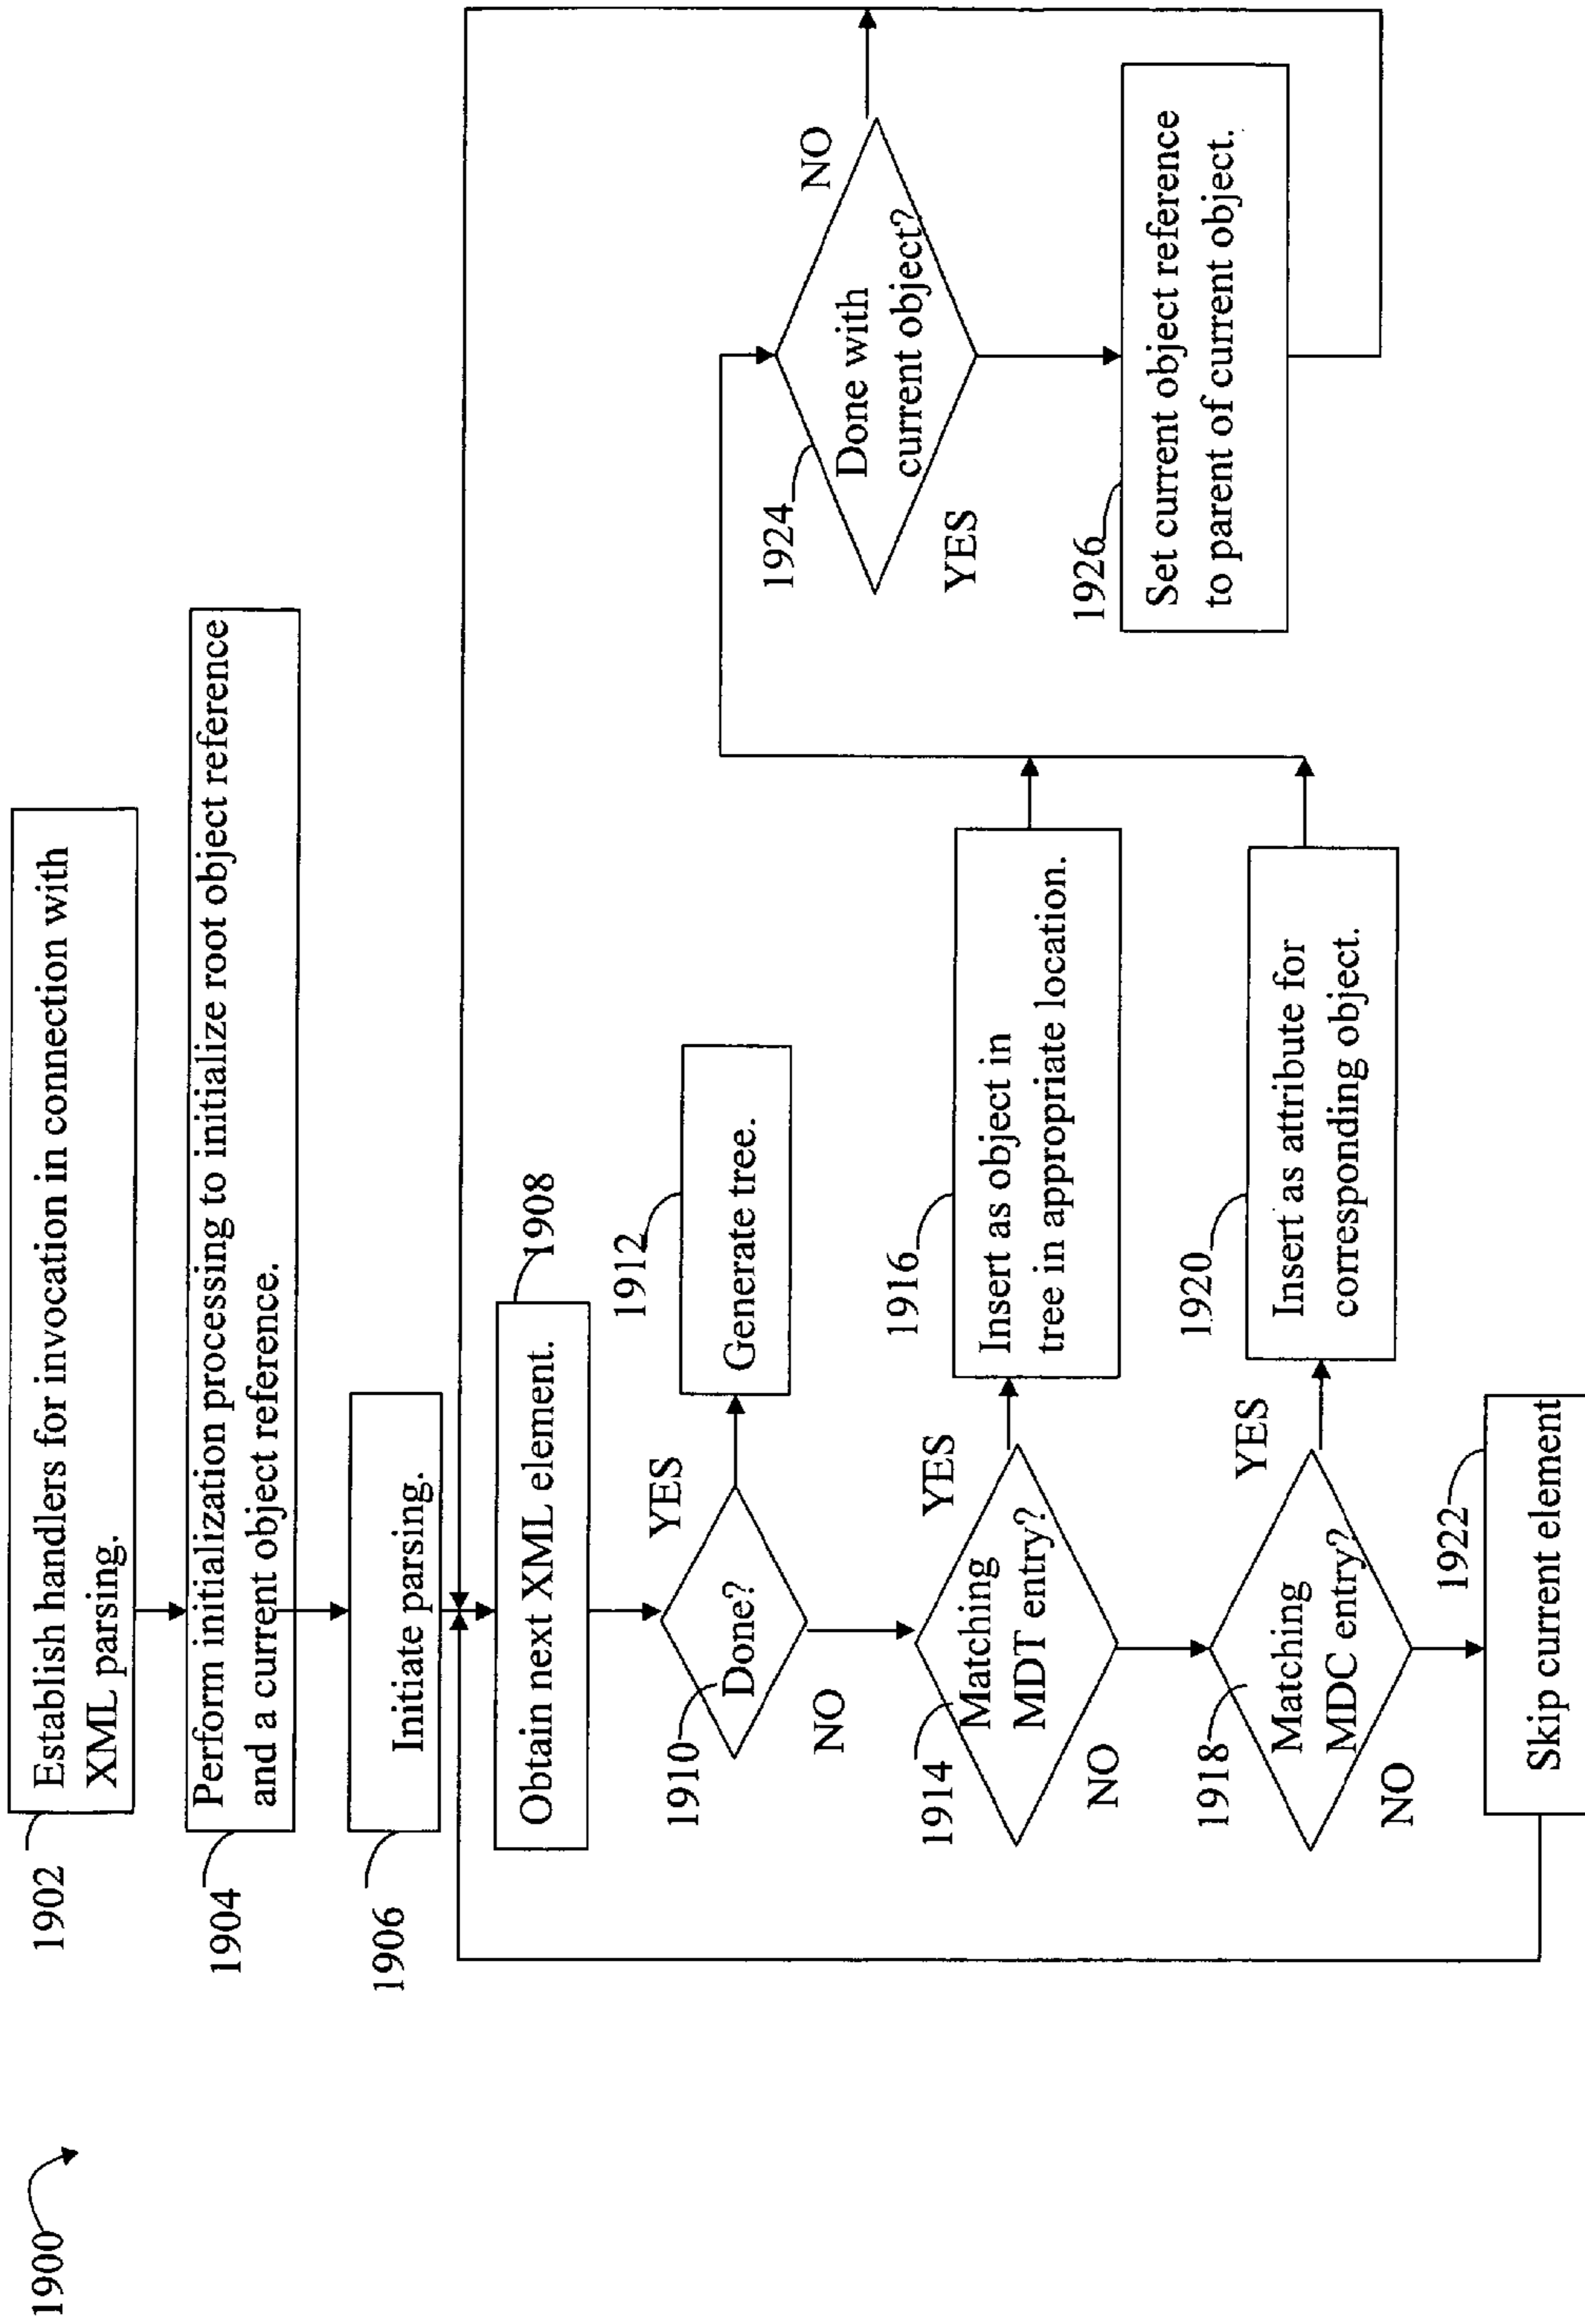 1900
1902
Establish handlers for invocation in connection with
XML parsing.
1904
Perform initialization processing to initialize root object reference
and a current object reference.
1906
Initiate parsing.
1908
Obtain next XML element.
1910
Done?
YES
NO
1912
Generate tree.
1914
Matching
MDT entry?
YES
NO
1916
Insert as object in
tree in appropriate location.
1918
Matching
MDC entry?
YES
NO
1920
Insert as attribute for
corresponding object.
1922
Skip current element
1924
Done with
current object?
NO
YES
1926
Set current object reference
to parent of current object.